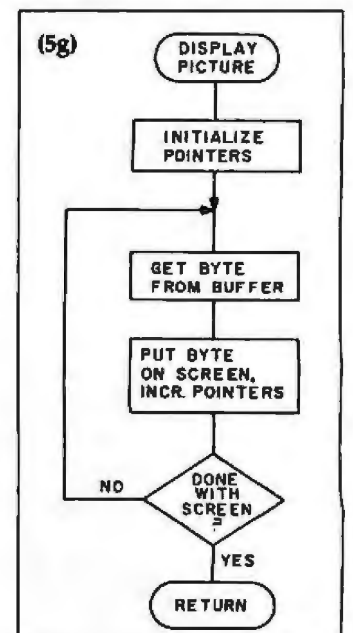 (5g)
DISPLAY
PICTURE
INITIALIZE
POINTERS
GET BYTE
FROM BUFFER
PUT BYTE
ON SCREEN,
INCR. POINTERS
DONE
WITH
SCREEN
?
NO
YES
RETURN